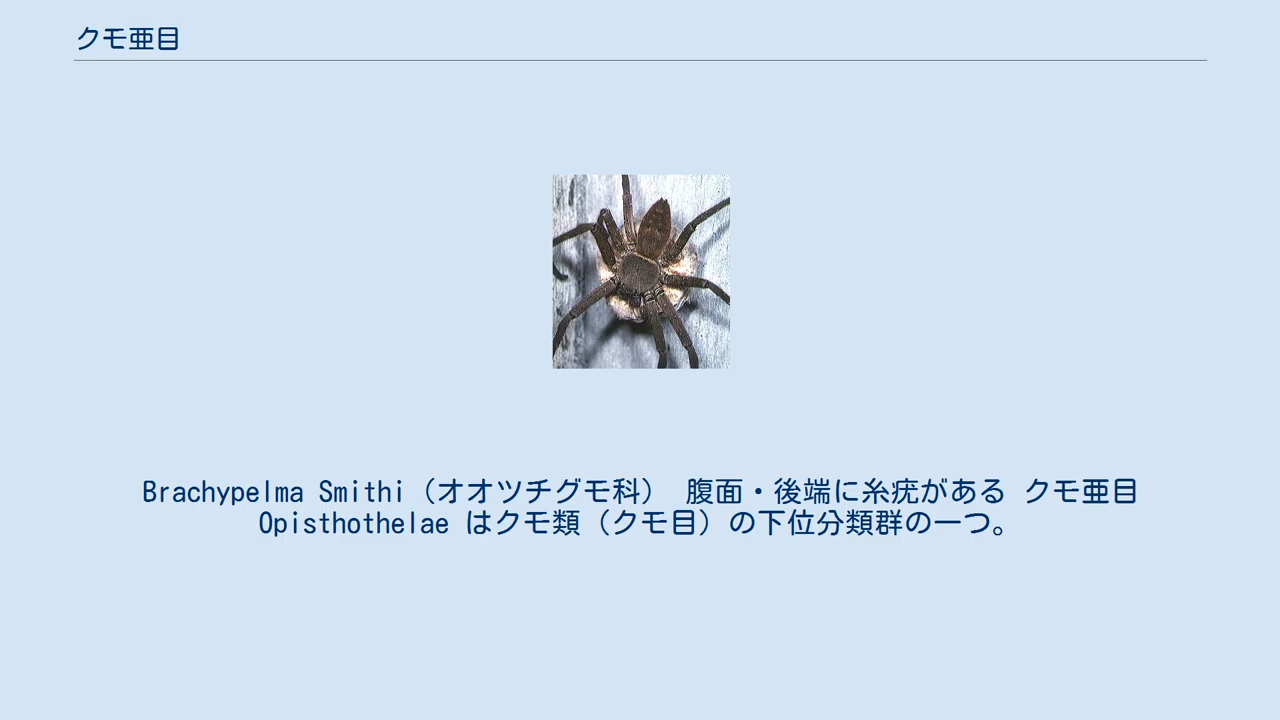 クモ亜目
Brachypelma Smithi（オオツチグモ科） 腹面・後端に糸疣がある クモ亜目
Opisthothelae はクモ類（クモ目）の下位分類群の一つ。